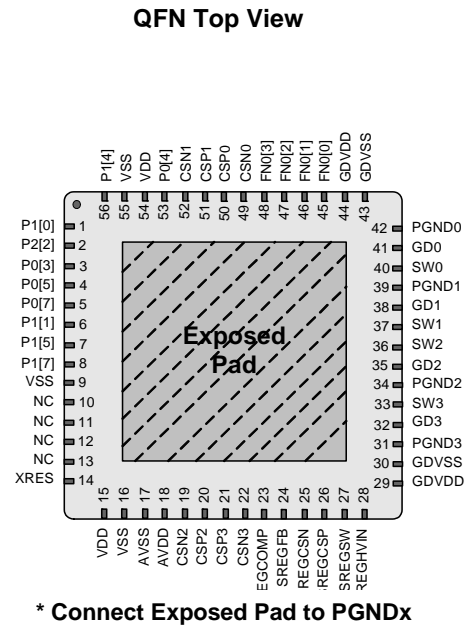 QFN Top View
P1[4]
VSS
VDD
P0[4]
CSN1
CSP1
CSP0
CSN0
FN0[3]
FN0[2]
FN0[1]
FN0[0]
GDVDD
GDVSS
56
55
54
53
52
51
50
49
48
47
46
45
44
43
P1[0] 1
P2[2] 2
P0[3] 3
P0[5] 4
P0[7] 5
P1[1] 6
P1[5] 7
P1[7] 8
VSS 9
NC 10
NC 11
NC 12
NC 13
XRES 14
Exposed
Pad
42 PGND0
41 GD0
40 SW0
39 PGND1
38 GD1
37 SW1
36 SW2
35 GD2
34 PGND2
33 SW3
32 GD3
31 PGND3
30 GDVSS
29 GDVDD
15
16
17
18
19
20
21
22
23
24
25
26
27
28
VDD
VSS
AVSS
AVDD
CSN2
CSP2
CSP3
CSN3
EGCOMP
SREGFB
REGCSN
SREGCSP
SREGSW
REGHVIN
* Connect Exposed Pad to PGNDx